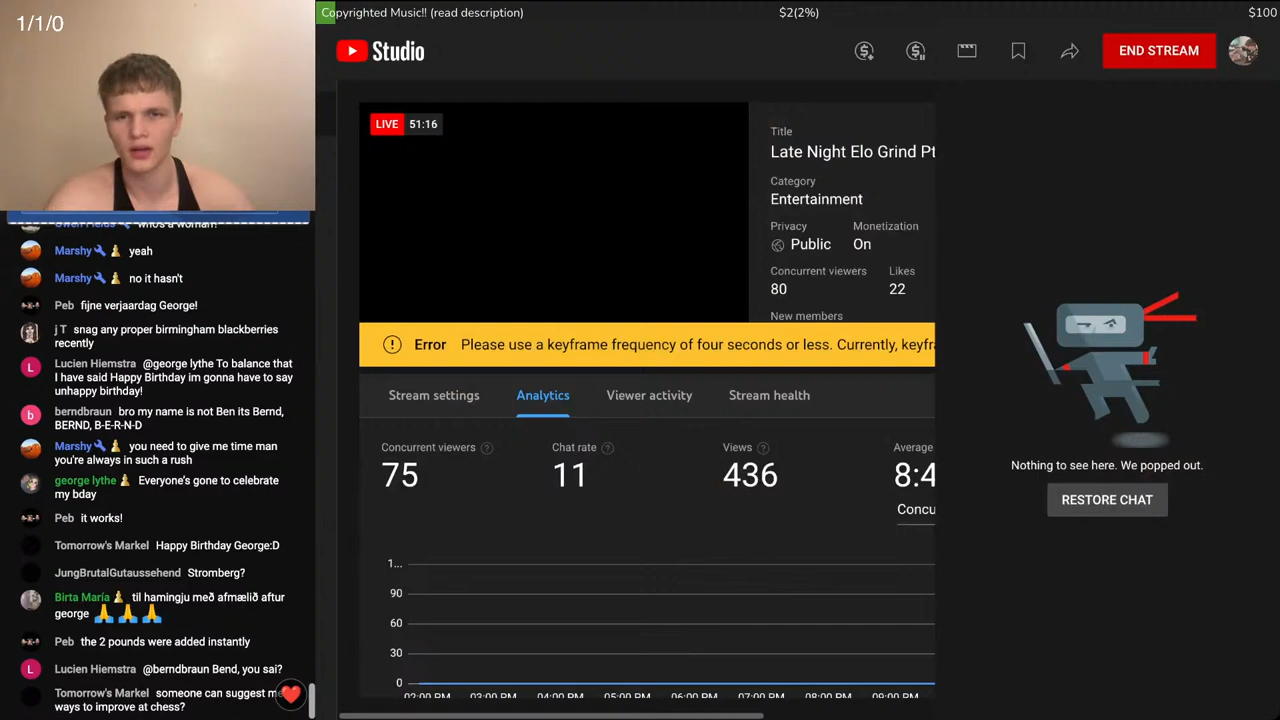 1/1/0
Copyrighted Music!! (read description)
$2(2%)
$100
Studio
END STREAM
LIVE 51:16
Title
Late Night Elo Grind Pt
Category
Entertainment
Privacy
Monetization
Public
On
Concurrent viewers
Likes
80
22
New members
Error Please use a keyframe frequency of four seconds or less. Currently, keyfr
Stream settings
Analytics
Viewer activity
Stream health
Concurrent viewers
Chat rate
Views
Average
75
11
436
8:4
Concu
1...
90
60
30
0
02:00 PM 03:00 PM 04:00 PM 05:00 PM 06:00 PM 07:00 PM 08:00 PM 09:00 PM
Nothing to see here. We popped out.
RESTORE CHAT
who's a woman!
Marshy yeah
Marshy no it hasn't
Peb fijne verjaardag George!
j T snag any proper birmingham blackberries
recently
L
Lucien Hiemstra @george lythe To balance that
I have said Happy Birthday im gonna have to say
unhappy birthday!
b
berndbraun bro my name is not Ben its Bernd,
BERND, B-E-R-N-D
Marshy you need to give me time man
you're always in such a rush
george lythe Everyone's gone to celebrate
my bday
Peb it works!
Tomorrow's Markel Happy Birthday George:D
JungBrutalGutaussehend Stromberg?
Birta María til hamingju með afmælið aftur
george
Peb the 2 pounds were added instantly
L
Lucien Hiemstra @berndbraun Bend, you sai?
Tomorrow's Markel someone can suggest me
ways to improve at chess?